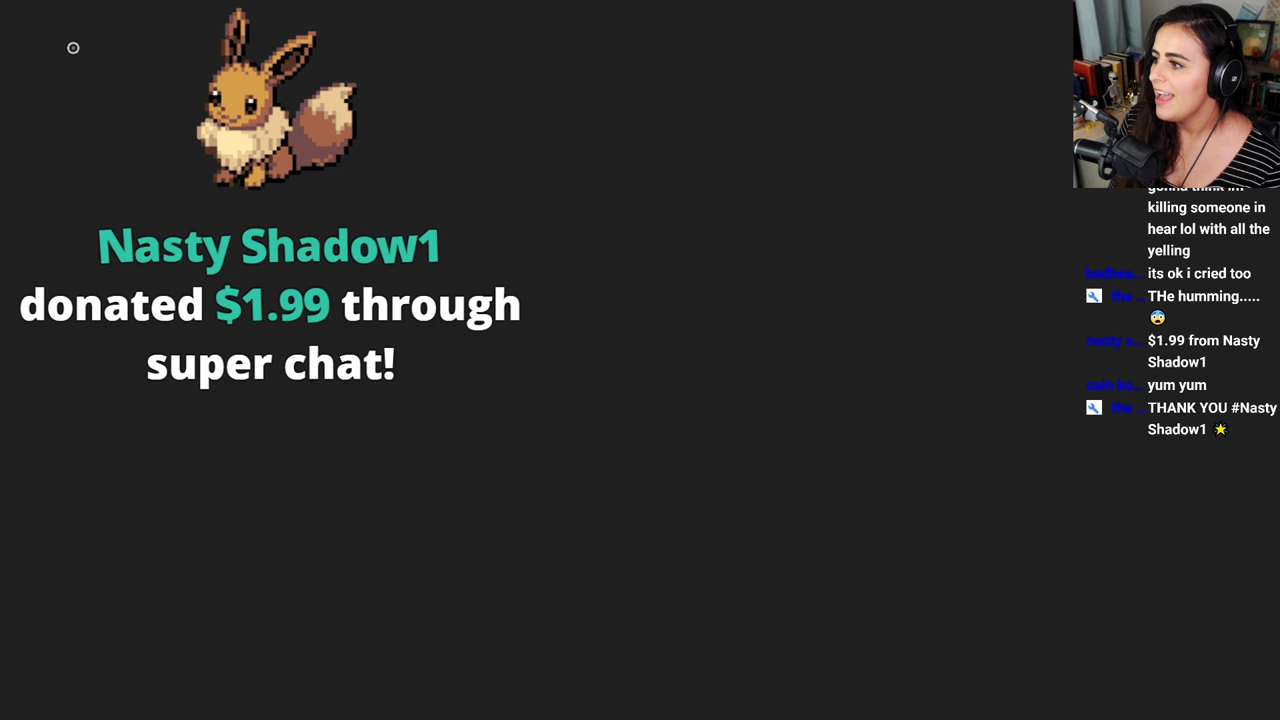 Nasty Shadow1
donated $1.99 through
super chat!
killing someone in
hear lol with all the
yelling
its ok i cried too
THe humming.....
$1.99 from Nasty
Shadow1
yum yum
THANK YOU #Nasty
Shadow1